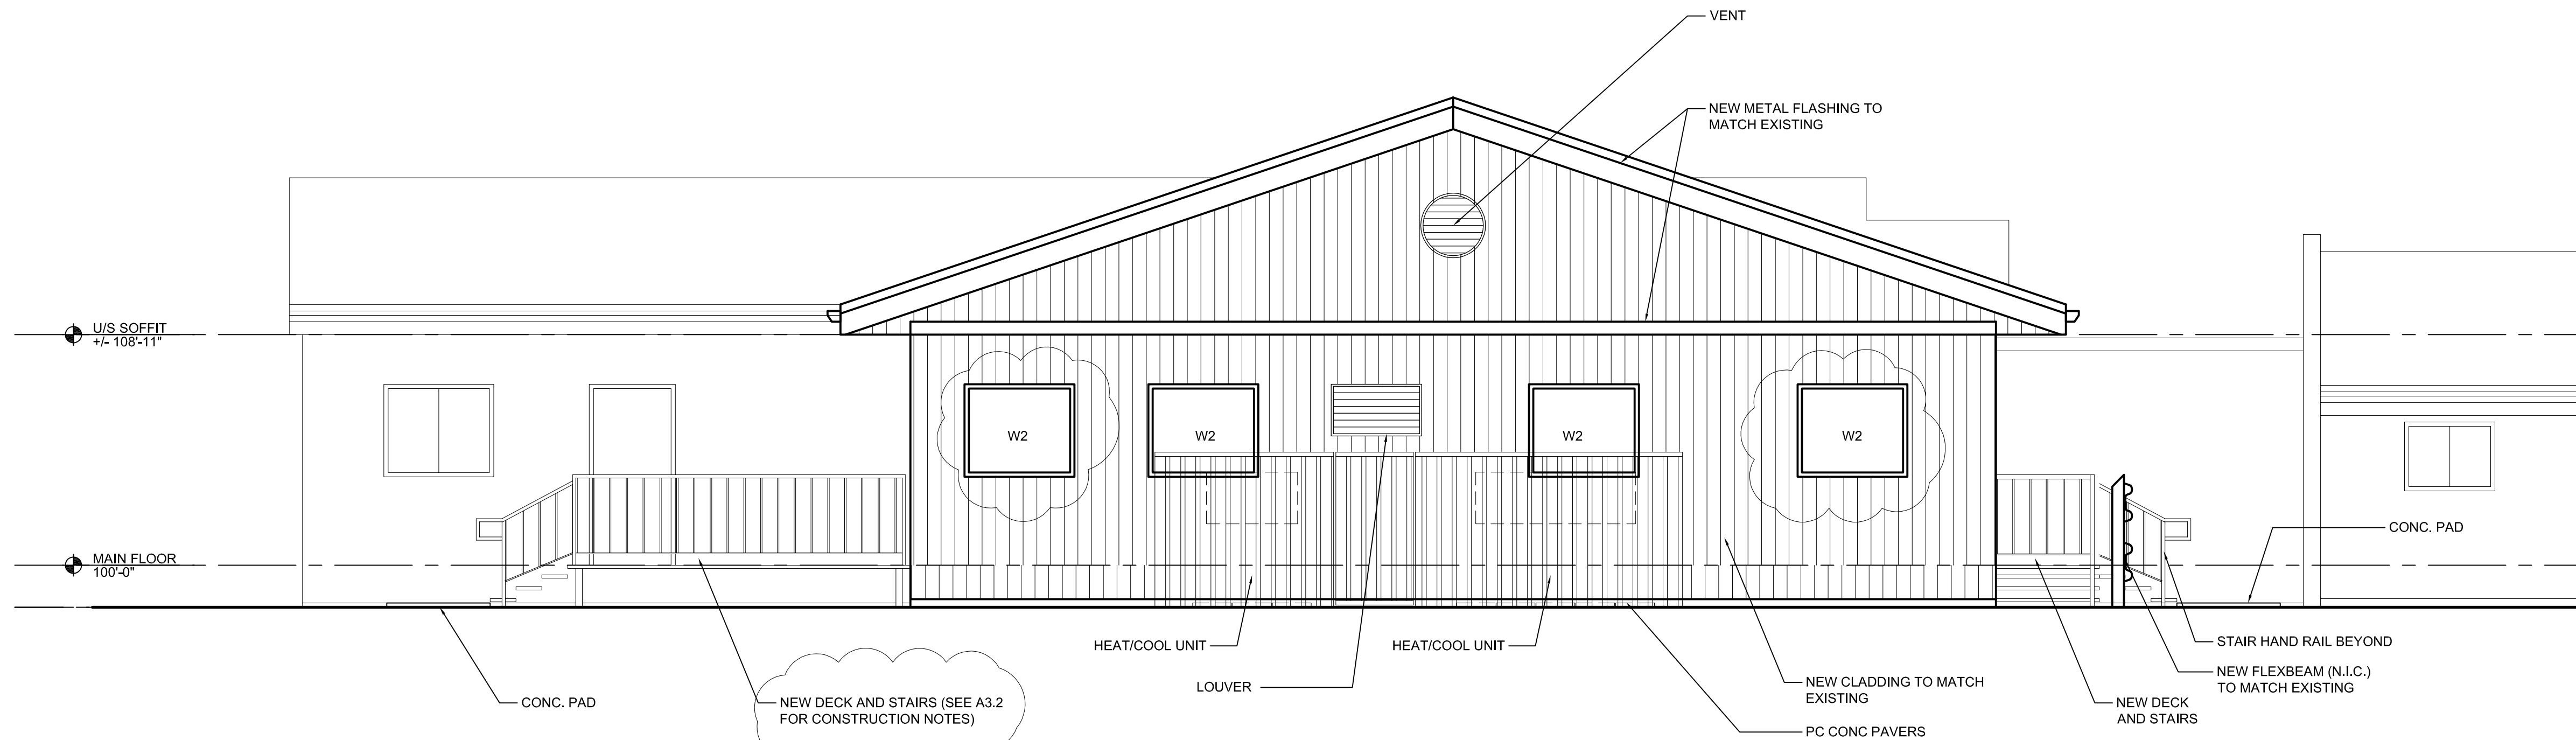 VENT
NEW METAL FLASHING TO
MATCH EXISTING
U/S SOFFIT
+/- 108'-11"
W2
W2
W2
W2
CONC. PAD
MAIN FLOOR
100'-0"
HEAT/COOL UNIT
HEAT/COOL UNIT
STAIR HAND RAIL BEYOND
NEW FLEXBEAM (N.I.C.)
TO MATCH EXISTING
LOUVER
NEW CLADDING TO MATCH
EXISTING
CONC. PAD
NEW DECK AND STAIRS (SEE A3.2
FOR CONSTRUCTION NOTES)
NEW DECK
AND STAIRS
PC CONC PAVERS